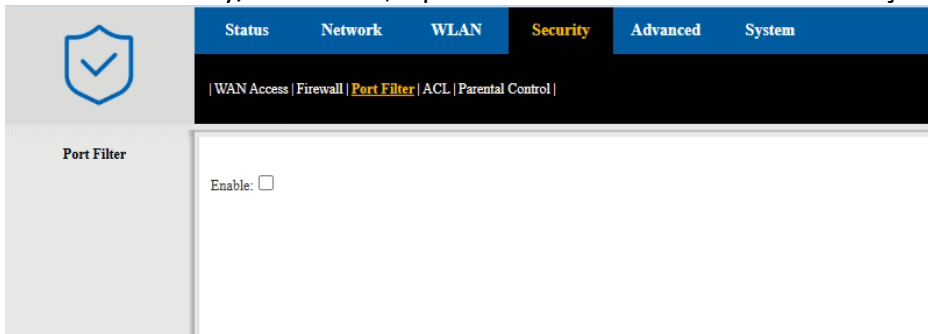 Status Network WLAN Security Advanced System
| WAN Access | Firewall | Port Filter | ACL | Parental Control |
Port Filter
Enable: